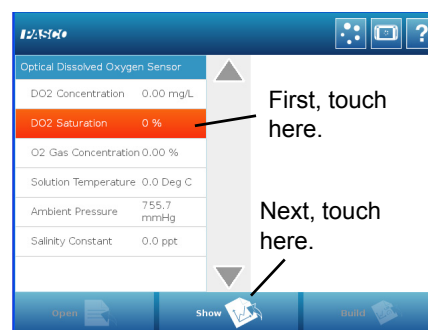 PASCO
?
Optical Dissolved Oxygen Sensor
DO2 Concentration 0.00 mg/L
DO2 Saturation 0 %
O2 Gas Concentration 0.00 %
Solution Temperature 0.0 Deg C
Ambient Pressure 755.7 mmHg
Salinity Constant 0.0 ppt
First, touch
here.
Next, touch
here.
Open
Show
Build